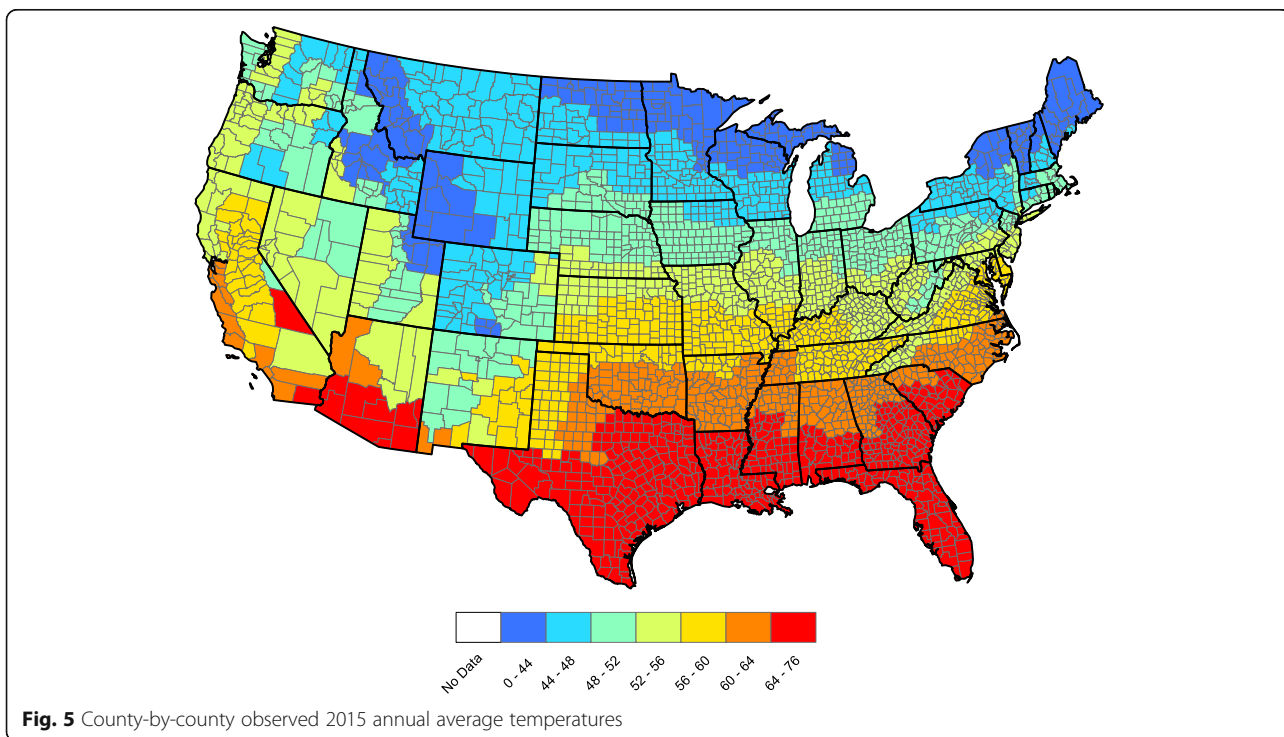 No Data
0 - 44
44 - 48
48 - 52
52 - 56
56 - 60
60 - 64
64 - 76
Fig. 5 County-by-county observed 2015 annual average temperatures